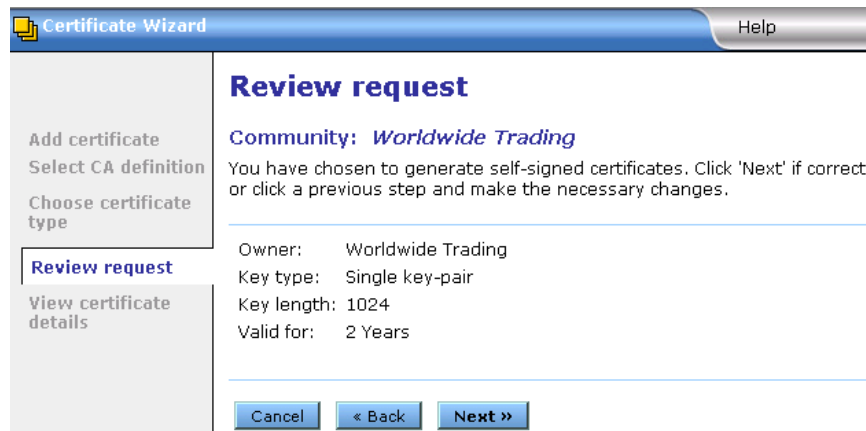 Certificate Wizard
Help
Add certificate
Select CA definition
Choose certificate
type
Review request
View certificate
details
Review request
Community: Worldwide Trading
You have chosen to generate self-signed certificates. Click 'Next' if correct
or click a previous step and make the necessary changes.
Owner: Worldwide Trading
Key type: Single key-pair
Key length: 1024
Valid for: 2 Years
Cancel
« Back
Next »